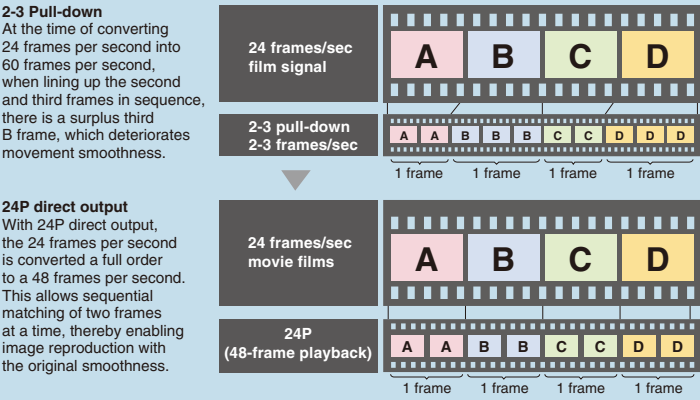 2-3 Pull-down
At the time of converting
24 frames per second into
60 frames per second,
when lining up the second
and third frames in sequence,
there is a surplus third
B frame, which deteriorates
movement smoothness.
24 frames/sec
film signal
A B C D
2-3 pull-down
2-3 frames/sec
A A B B B C C D D D
1 frame 1 frame 1 frame 1 frame
24P direct output
With 24P direct output,
the 24 frames per second
is converted a full order
to a 48 frames per second.
This allows sequential
matching of two frames
at a time, thereby enabling
image reproduction with
the original smoothness.
24 frames/sec
movie films
A B C D
24P
(48-frame playback)
A A B B C C D D
1 frame 1 frame 1 frame 1 frame